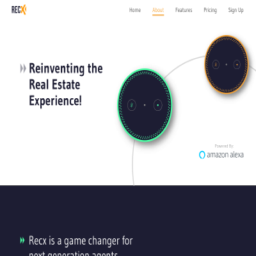 RECX
Home About Features Pricing Sign Up
Reinventing the
Real Estate
Experience!
Powered By
amazon alexa
Recx is a game changer for
next generation agents